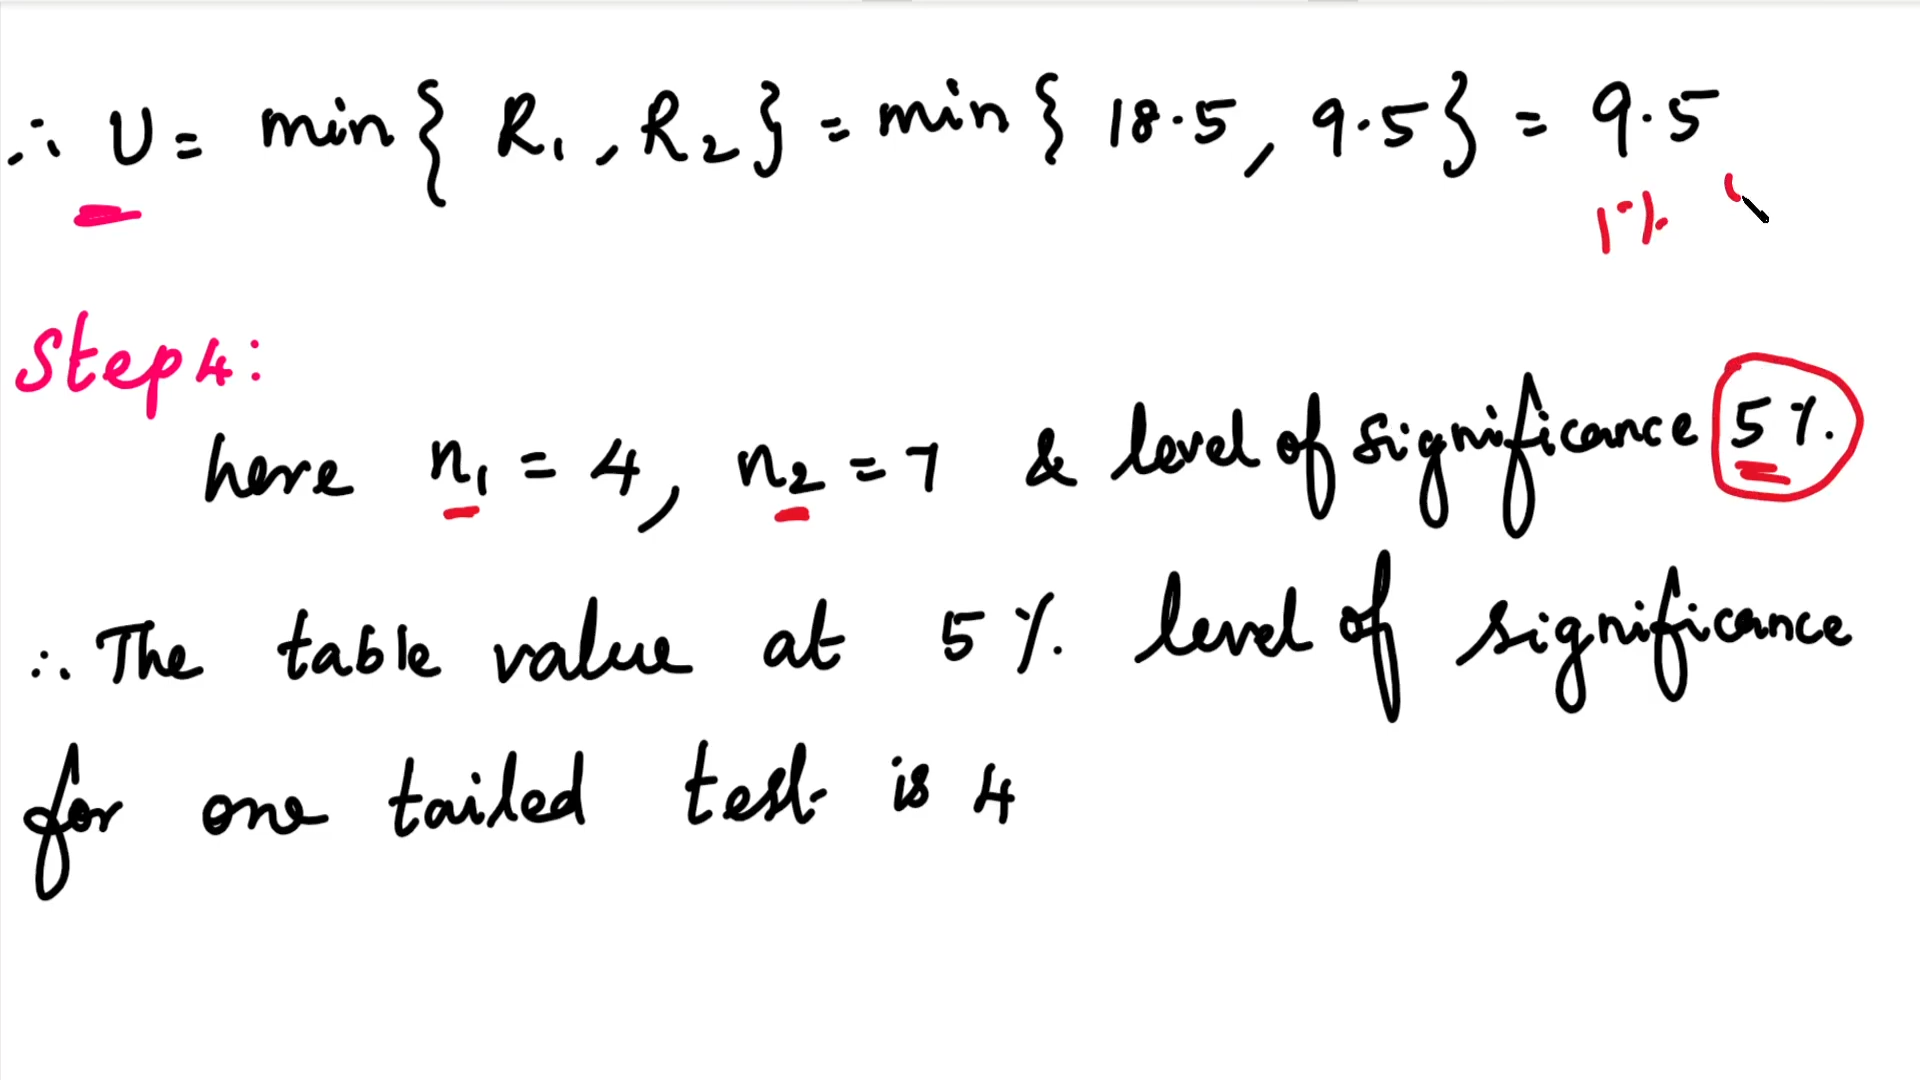 ∴ U = min { R₁, R₂ } = min { 18.5, 9.5 } = 9.5
1%
Step 4:
here n₁ = 4, n₂ = 7 & level of significance 5%.
∴ The table value at 5%. level of significance
for one tailed test is 4